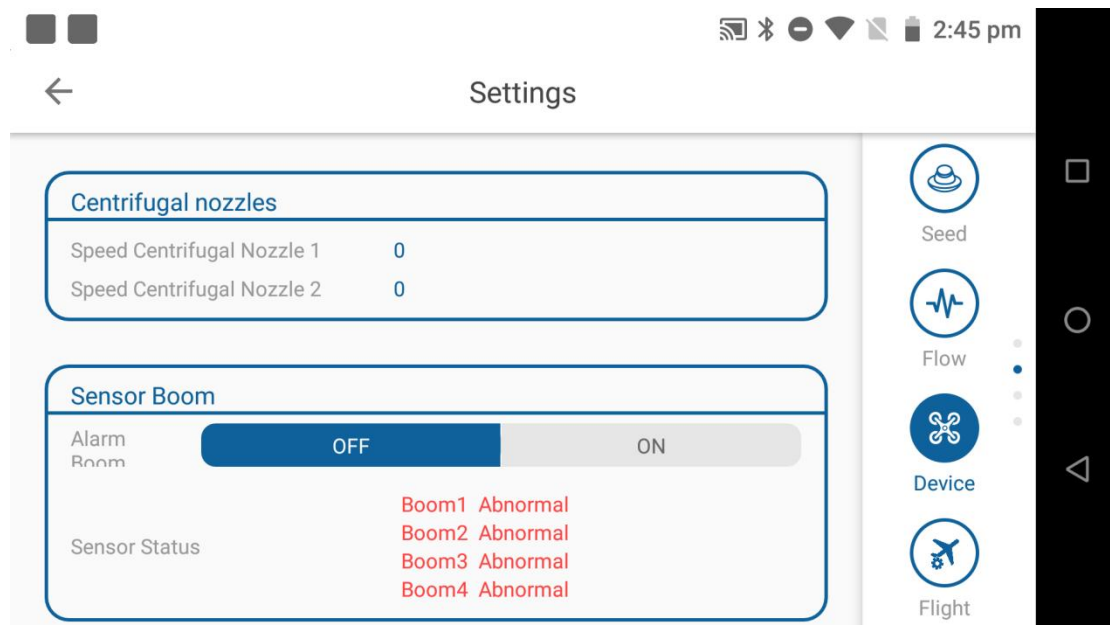 2:45 pm
Settings
Centrifugal nozzles
Speed Centrifugal Nozzle 1 0
Speed Centrifugal Nozzle 2 0
Sensor Boom
Alarm
Boom
OFF ON
Sensor Status
Boom1 Abnormal
Boom2 Abnormal
Boom3 Abnormal
Boom4 Abnormal
Seed
Flow
Device
Flight